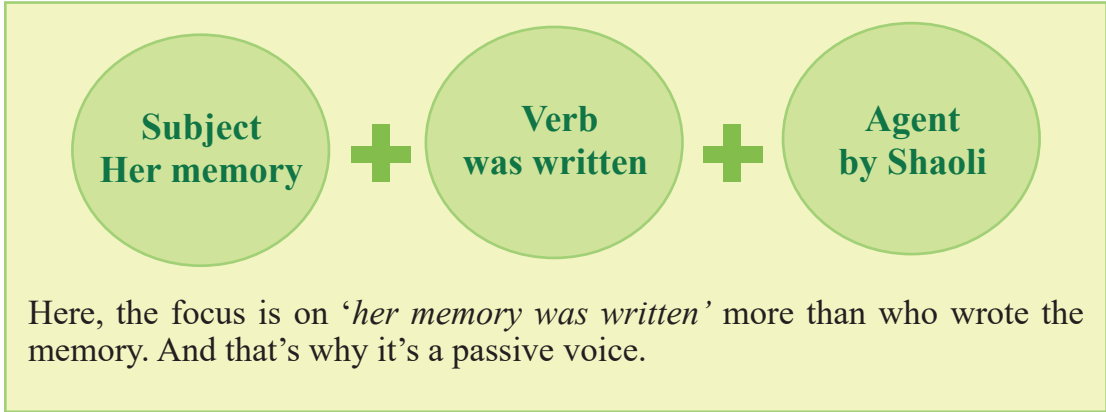 Subject
Her memory
Verb
was written
Agent
by Shaoli
Here, the focus is on ‘her memory was written’ more than who wrote the
memory. And that’s why it’s a passive voice.